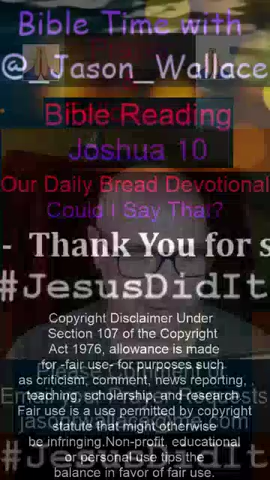 Bible Time with
@_Jason_Wallace
Bible Reading
Joshua 10
Our Daily Bread Devotional
Could I Say That?
- Thank You for s
#JesusDidIt
Copyright Disclaimer Under
Section 107 of the Copyright
Act 1976, allowance is made
for -fair use- for purposes such
as criticism, comment, news reporting,
teaching, scholarship, and research.
Fair use is a use permitted by copyright
statute that might otherwise
be infringing.Non-profit, educational
or personal use tips the
balance in favor of fair use.